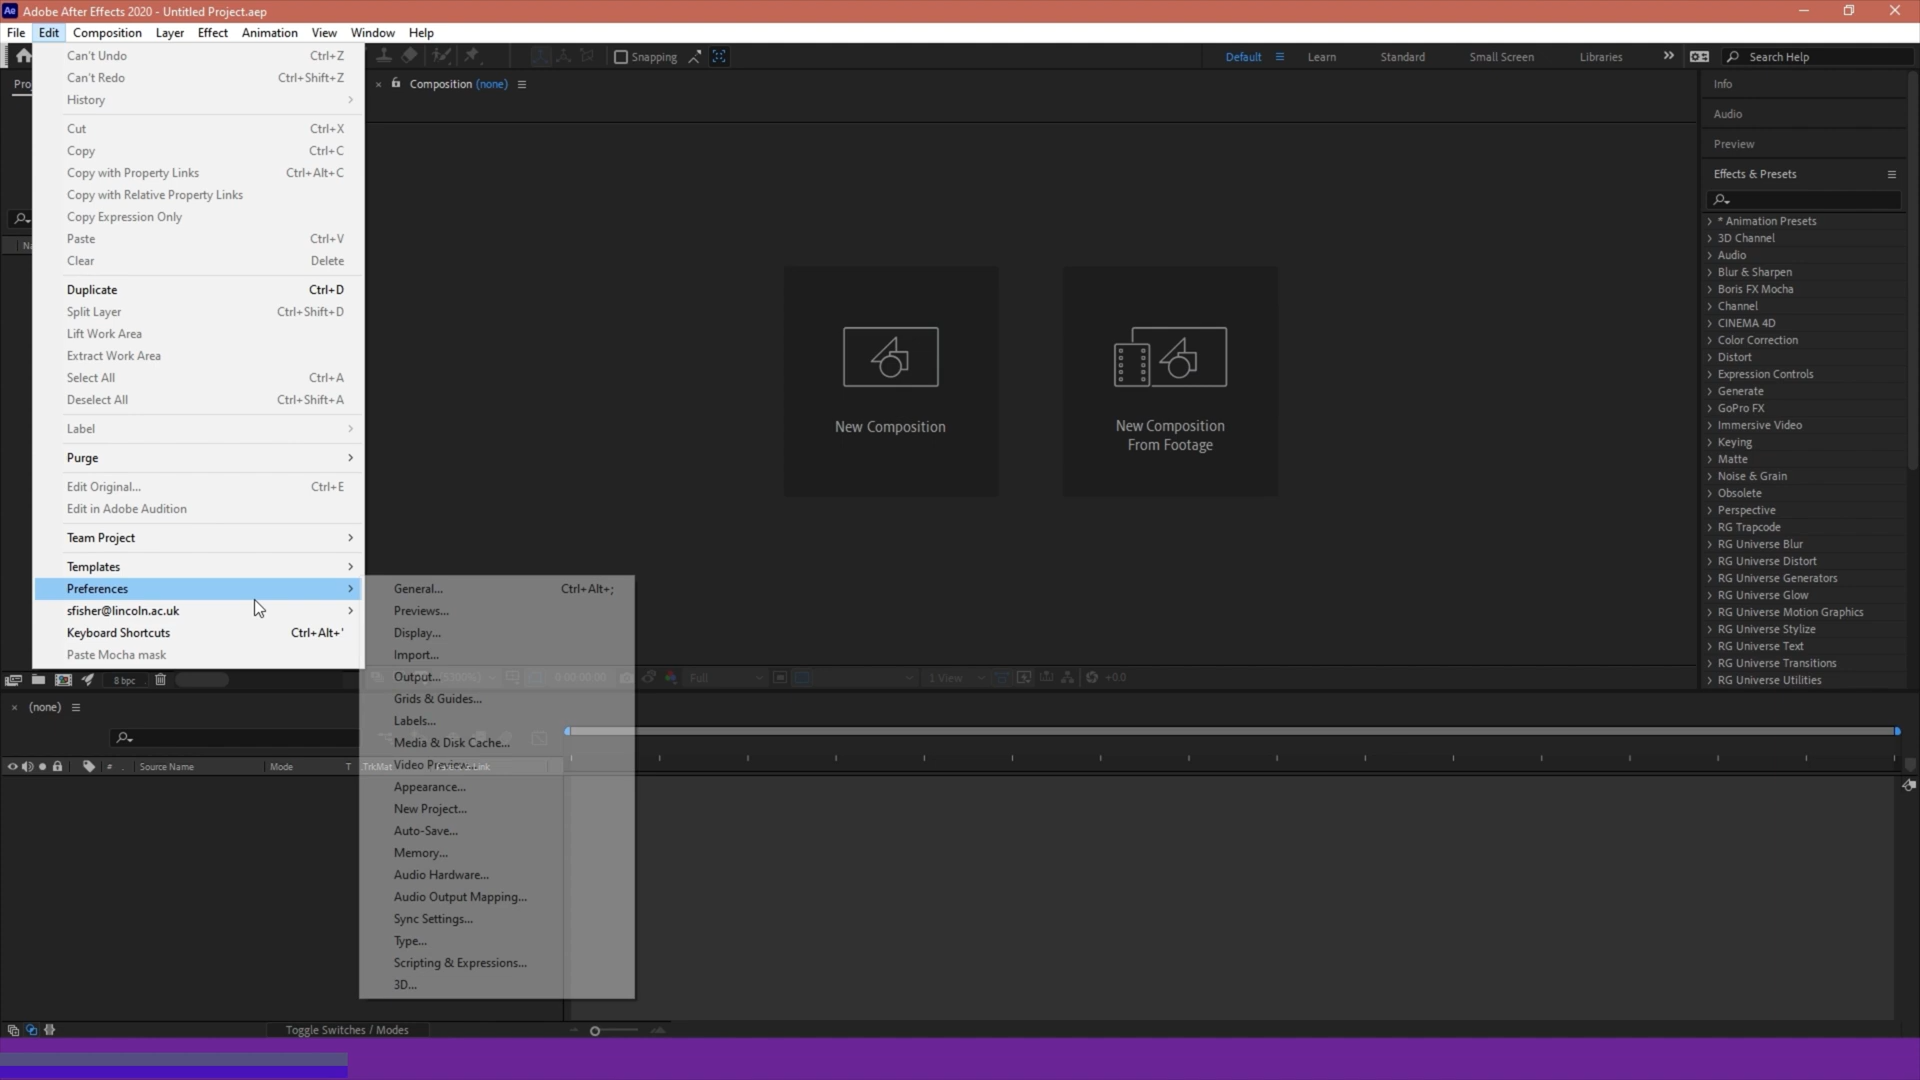 Ae Adobe After Effects 2020 - Untitled Project.aep
File Edit Composition Layer Effect Animation View Window Help
Snapping
Default Learn Standard Small Screen Libraries Search Help
Composition (none)
Can't Undo Ctrl+Z
Can't Redo Ctrl+Shift+Z
History
Cut Ctrl+X
Copy Ctrl+C
Copy with Property Links Ctrl+Alt+C
Copy with Relative Property Links
Copy Expression Only
Paste Ctrl+V
Clear Delete
Duplicate Ctrl+D
Split Layer Ctrl+Shift+D
Lift Work Area
Extract Work Area
Select All Ctrl+A
Deselect All Ctrl+Shift+A
Label
Purge
Edit Original... Ctrl+E
Edit in Adobe Audition
Team Project
Templates
Preferences
sfisher@lincoln.ac.uk
Keyboard Shortcuts Ctrl+Alt+'
Paste Mocha mask
General... Ctrl+Alt+;
Previews...
Display...
Import...
Output...
Grids & Guides...
Labels...
Media & Disk Cache...
Video Preview...
Appearance...
New Project...
Auto-Save...
Memory...
Audio Hardware...
Audio Output Mapping...
Sync Settings...
Type...
Scripting & Expressions...
3D...
New Composition
New Composition
From Footage
Info
Audio
Preview
Effects & Presets
* Animation Presets
3D Channel
Audio
Blur & Sharpen
Boris FX Mocha
Channel
CINEMA 4D
Color Correction
Distort
Expression Controls
Generate
GoPro FX
Immersive Video
Keying
Matte
Noise & Grain
Obsolete
Perspective
RG Trapcode
RG Universe Blur
RG Universe Distort
RG Universe Generators
RG Universe Glow
RG Universe Motion Graphics
RG Universe Stylize
RG Universe Text
RG Universe Transitions
RG Universe Utilities
8 bpc
0:00:00:00 Full 1 View +0.0
(none)
# Source Name Mode T TrkMat
Toggle Switches / Modes